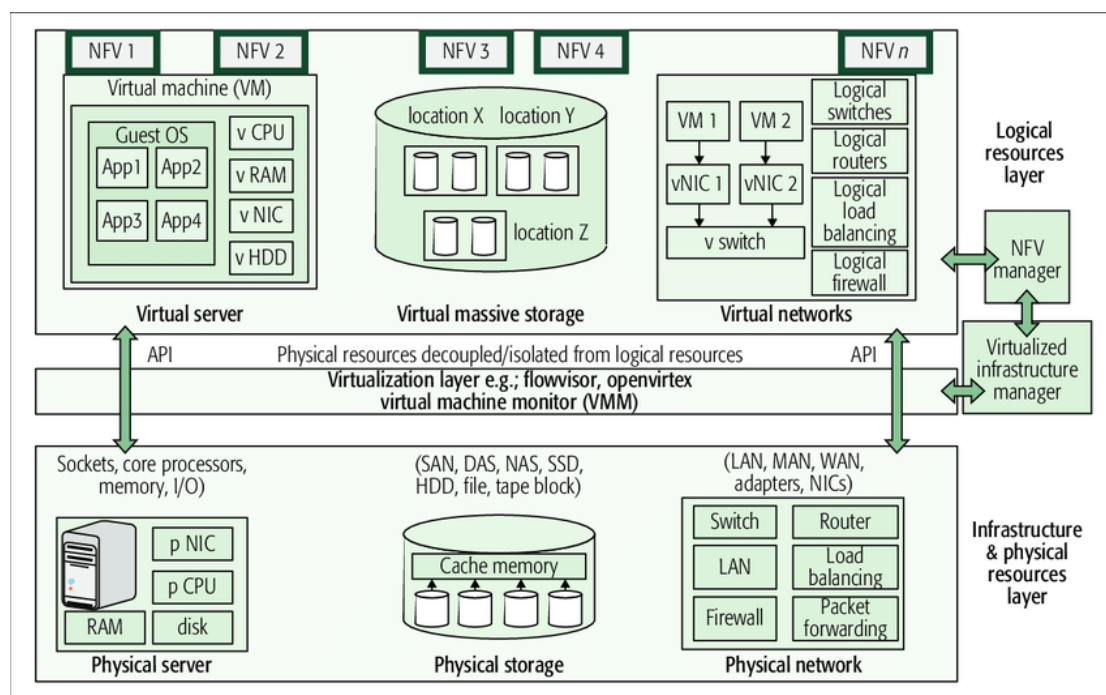 NFV 1
NFV 2
NFV 3
NFV 4
NFV n
Virtual machine (VM)
Guest OS
App1
App2
App3
App4
v CPU
v RAM
v NIC
v HDD
Virtual server
location X
location Y
location Z
Virtual massive storage
VM 1
VM 2
vNIC 1
vNIC 2
v switch
Logical
switches
Logical
routers
Logical
load
balancing
Logical
firewall
Virtual networks
Logical
resources
layer
NFV
manager
Virtualized
infrastructure
manager
API
Physical resources decoupled/isolated from logical resources
API
Virtualization layer e.g.; flowvisor, openvirtex
virtual machine monitor (VMM)
Sockets, core processors,
memory, I/O)
p NIC
p CPU
RAM
disk
Physical server
(SAN, DAS, NAS, SSD,
HDD, file, tape block)
Cache memory
Physical storage
(LAN, MAN, WAN,
adapters, NICs)
Switch
Router
LAN
Load
balancing
Firewall
Packet
forwarding
Physical network
Infrastructure
& physical
resources
layer